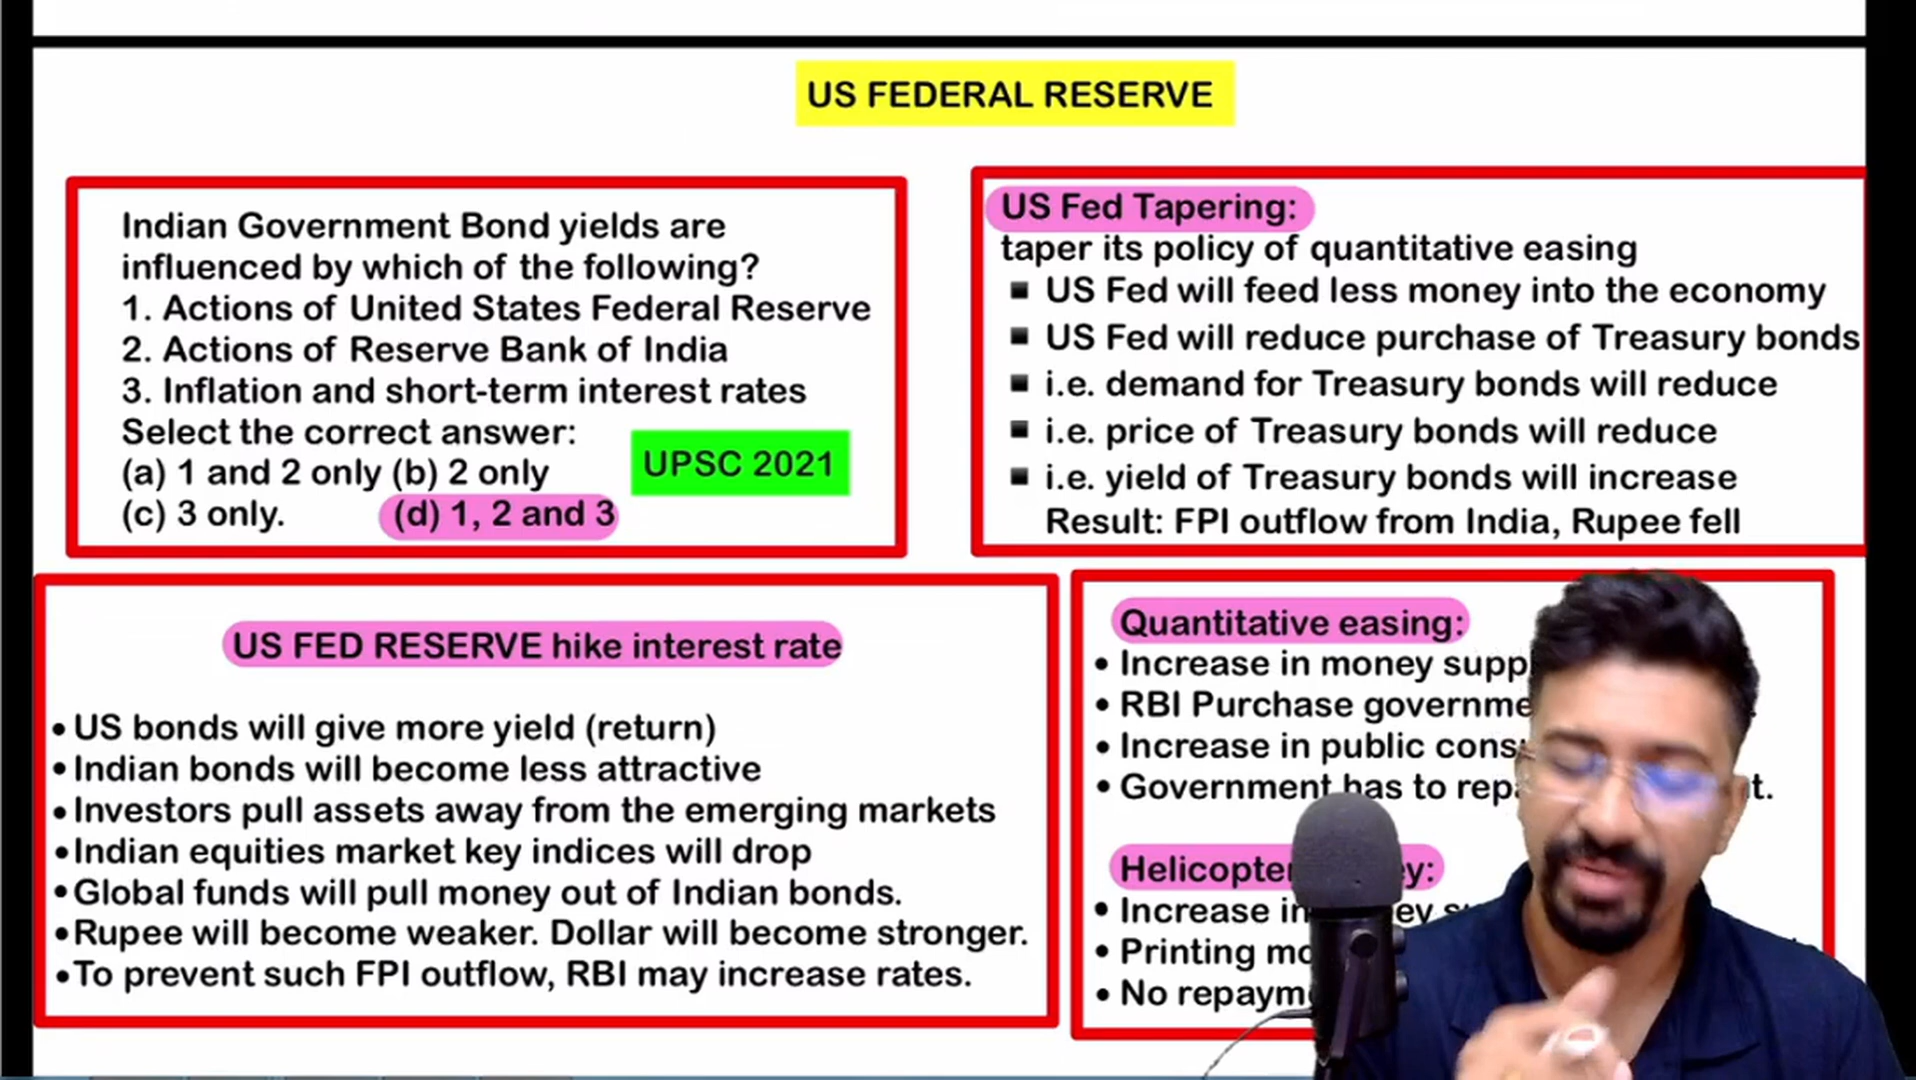 US FEDERAL RESERVE
Indian Government Bond yields are
influenced by which of the following?
1. Actions of United States Federal Reserve
2. Actions of Reserve Bank of India
3. Inflation and short-term interest rates
Select the correct answer:
(a) 1 and 2 only (b) 2 only
(c) 3 only. (d) 1, 2 and 3
UPSC 2021
US Fed Tapering:
taper its policy of quantitative easing
▪ US Fed will feed less money into the economy
▪ US Fed will reduce purchase of Treasury bonds
▪ i.e. demand for Treasury bonds will reduce
▪ i.e. price of Treasury bonds will reduce
▪ i.e. yield of Treasury bonds will increase
Result: FPI outflow from India, Rupee fell
US FED RESERVE hike interest rate
• US bonds will give more yield (return)
• Indian bonds will become less attractive
• Investors pull assets away from the emerging markets
• Indian equities market key indices will drop
• Global funds will pull money out of Indian bonds.
• Rupee will become weaker. Dollar will become stronger.
• To prevent such FPI outflow, RBI may increase rates.
Quantitative easing:
• Increase in money
• RBI Purchase
• Increase in public
• Government has to
Helicopter
• Increase in
• Printing
• No